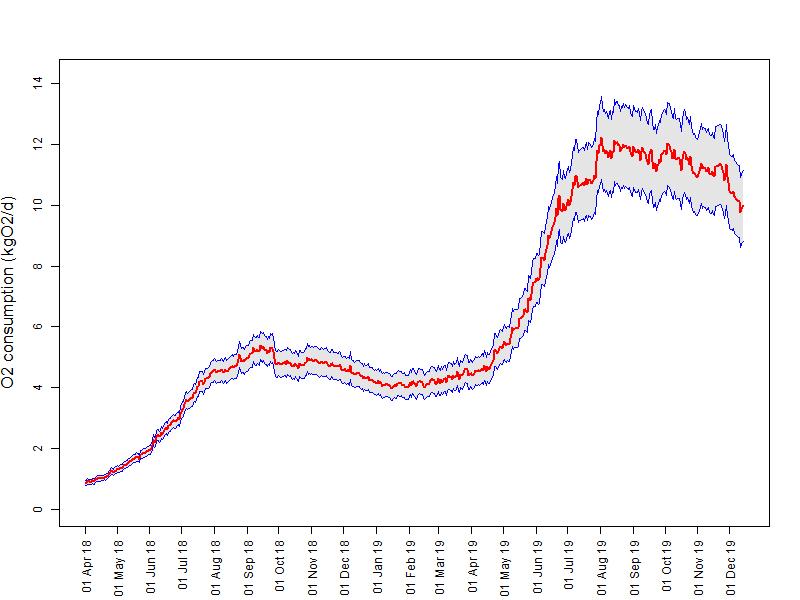 O2 consumption (kgO2/d)
14
12
10
8
6
4
2
0
01 Apr 18
01 May 18
01 Jun 18
01 Jul 18
01 Aug 18
01 Sep 18
01 Oct 18
01 Nov 18
01 Dec 18
01 Jan 19
01 Feb 19
01 Mar 19
01 Apr 19
01 May 19
01 Jun 19
01 Jul 19
01 Aug 19
01 Sep 19
01 Oct 19
01 Nov 19
01 Dec 19